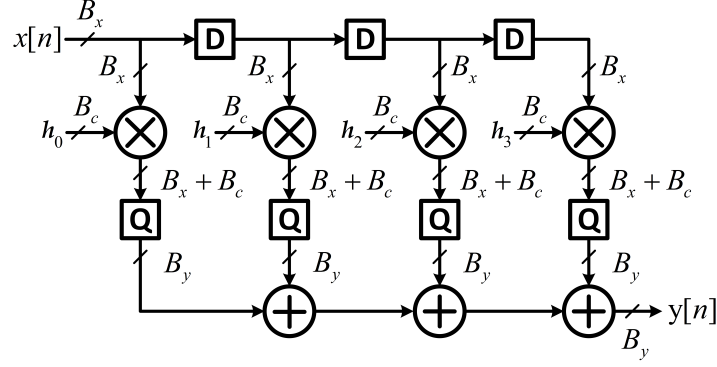 B_x
x[n] D D D
B_x B_x B_x B_x
B_c B_c B_c B_c
h_0 h_1 h_2 h_3
B_x + B_c B_x + B_c B_x + B_c B_x + B_c
Q Q Q Q
B_y B_y B_y B_y
y[n]
B_y